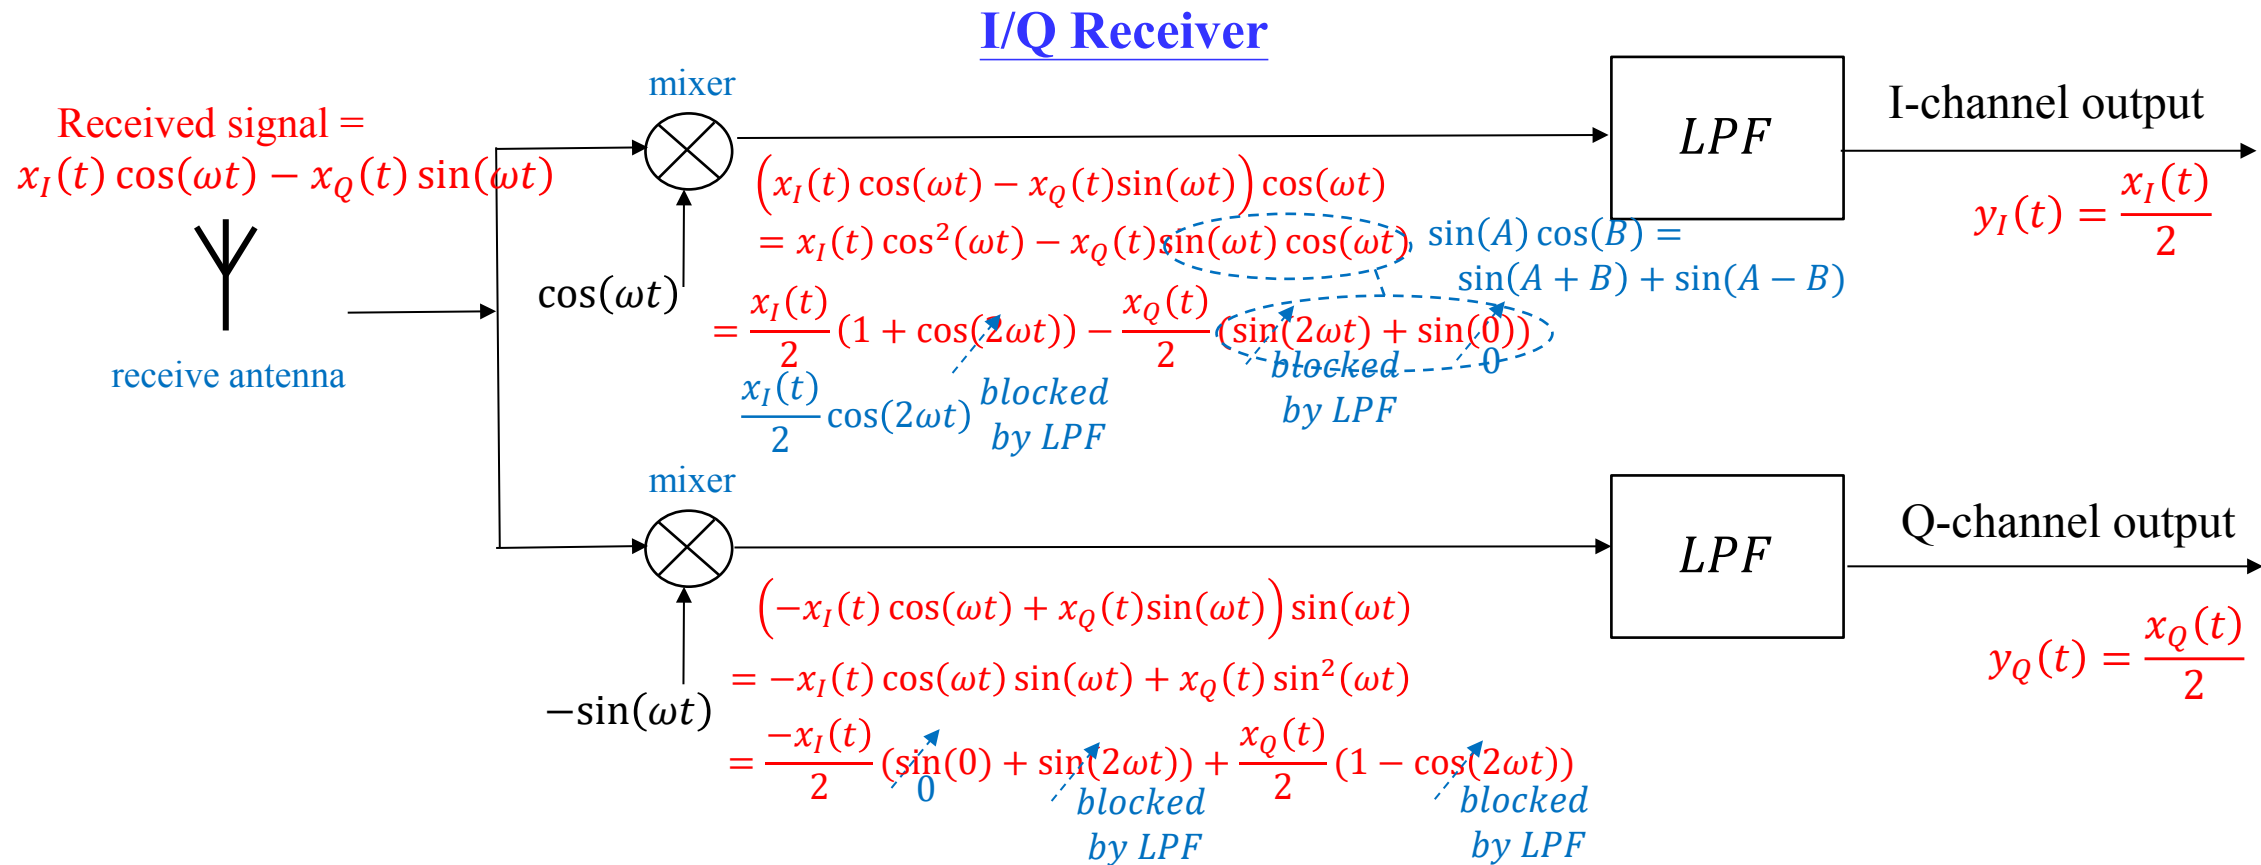 I/Q Receiver
Received signal =
x_I(t) cos(ωt) − x_Q(t) sin(ωt)
receive antenna
mixer
cos(ωt)
(x_I(t) cos(ωt) − x_Q(t)sin(ωt)) cos(ωt)
= x_I(t) cos²(ωt) − x_Q(t)sin(ωt) cos(ωt)
sin(A) cos(B) =
sin(A + B) + sin(A − B)
= x_I(t)/2 (1 + cos(2ωt)) − x_Q(t)/2 (sin(2ωt) + sin(0))
x_I(t)/2 cos(2ωt)
blocked
by LPF
blocked
by LPF
0
LPF
I-channel output
y_I(t) = x_I(t)/2
mixer
−sin(ωt)
(−x_I(t) cos(ωt) + x_Q(t)sin(ωt)) sin(ωt)
= −x_I(t) cos(ωt) sin(ωt) + x_Q(t) sin²(ωt)
= −x_I(t)/2 (sin(0) + sin(2ωt)) + x_Q(t)/2 (1 − cos(2ωt))
0
blocked
by LPF
blocked
by LPF
LPF
Q-channel output
y_Q(t) = x_Q(t)/2